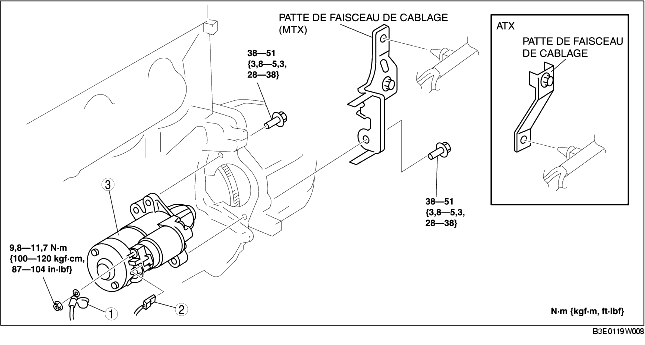 PATTE DE FAISCEAU DE CABLAGE
(MTX)
ATX
PATTE DE FAISCEAU
DE CABLAGE
38—51
{3,8—5,3,
28—38}
38—51
{3,8—5,3,
28—38}
3
9,8—11,7 N·m
{100—120 kgf·cm,
87—104 in·lbf}
1
2
N·m {kgf·m, ft·lbf}
B3E0119W008